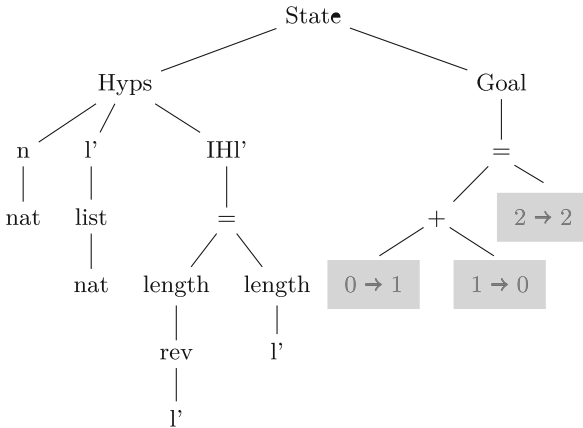 State
Hyps Goal
n l' IHl' =
nat list = + 2 → 2
nat length length 0 → 1 1 → 0
rev l'
l'